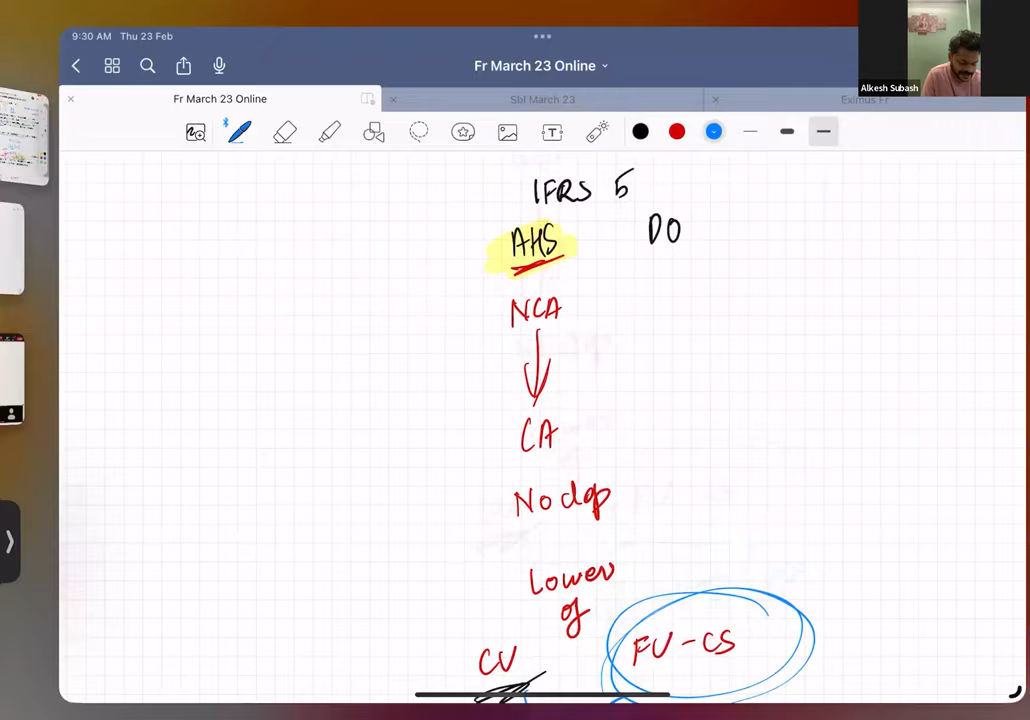 9:30 AM Thu 23 Feb
Fr March 23 Online
Alkesh Subash
Fr March 23 Online
Sbl March 23
Eximus Fr
T
IFRS 5
AHS DO
NCA
CA
No dep
Lower
of
CV FV - CS